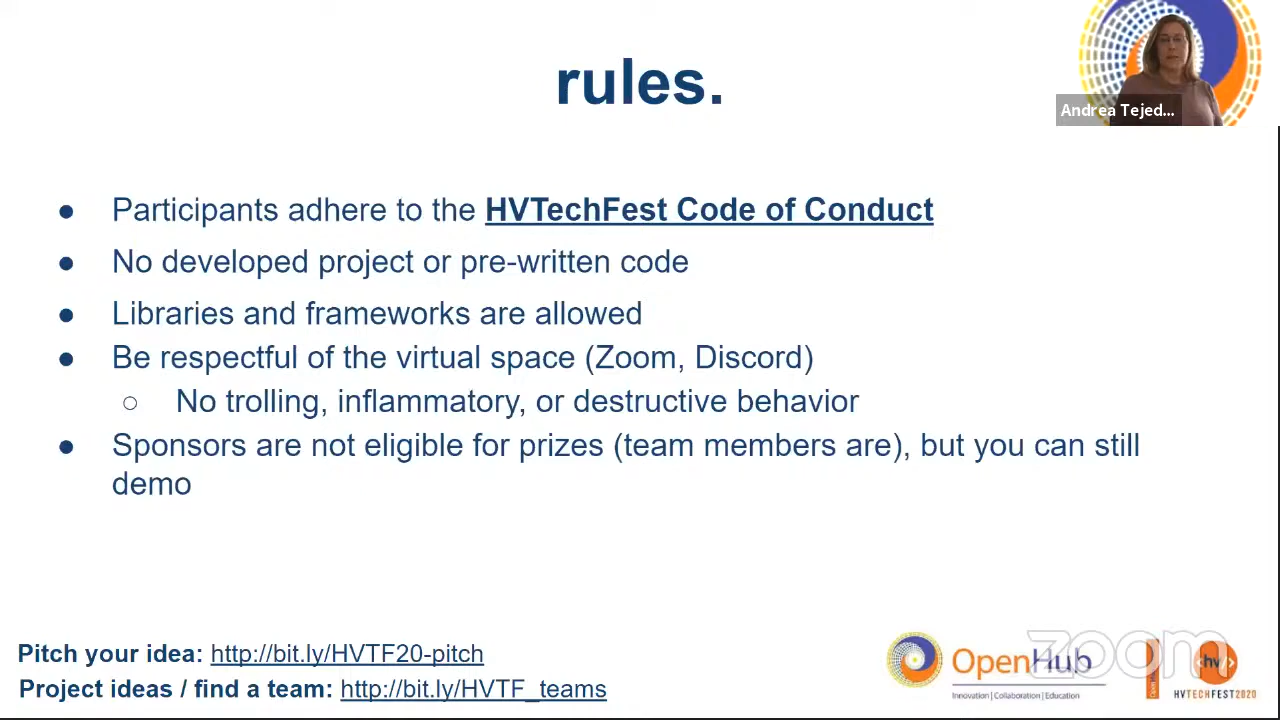 rules.
Andrea Tejed...
● Participants adhere to the HVTechFest Code of Conduct
● No developed project or pre-written code
● Libraries and frameworks are allowed
● Be respectful of the virtual space (Zoom, Discord)
○ No trolling, inflammatory, or destructive behavior
● Sponsors are not eligible for prizes (team members are), but you can still
demo
Pitch your idea: http://bit.ly/HVTF20-pitch
Project ideas / find a team: http://bit.ly/HVTF_teams
OpenHub
Innovation | Collaboration | Education
zoom
hv
HVTECHFEST2020